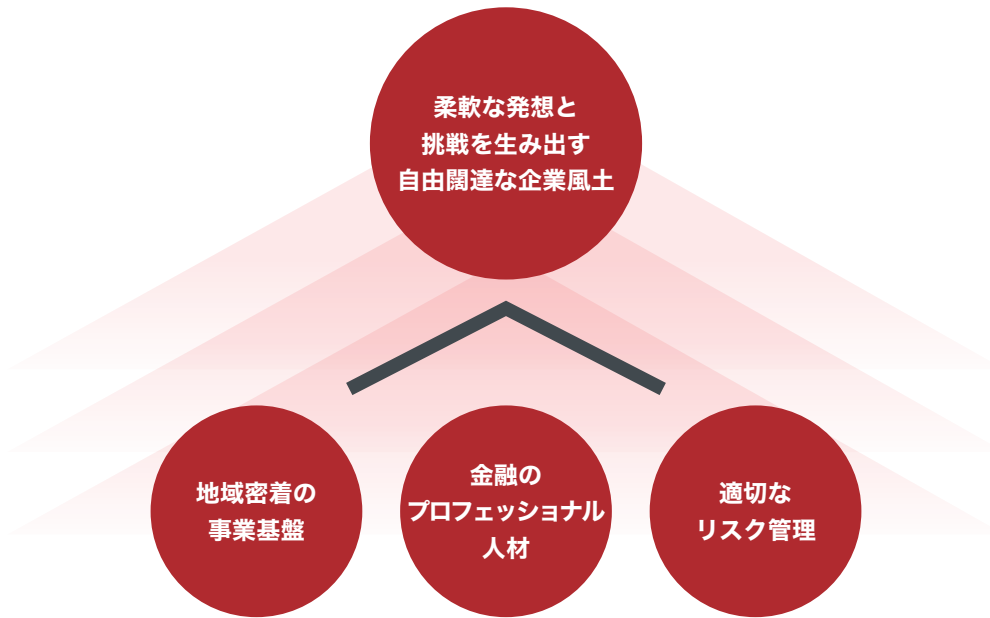 柔軟な発想と
挑戦を生み出す
自由闊達な企業風土
地域密着の
事業基盤
金融の
プロフェッショナル
人材
適切な
リスク管理